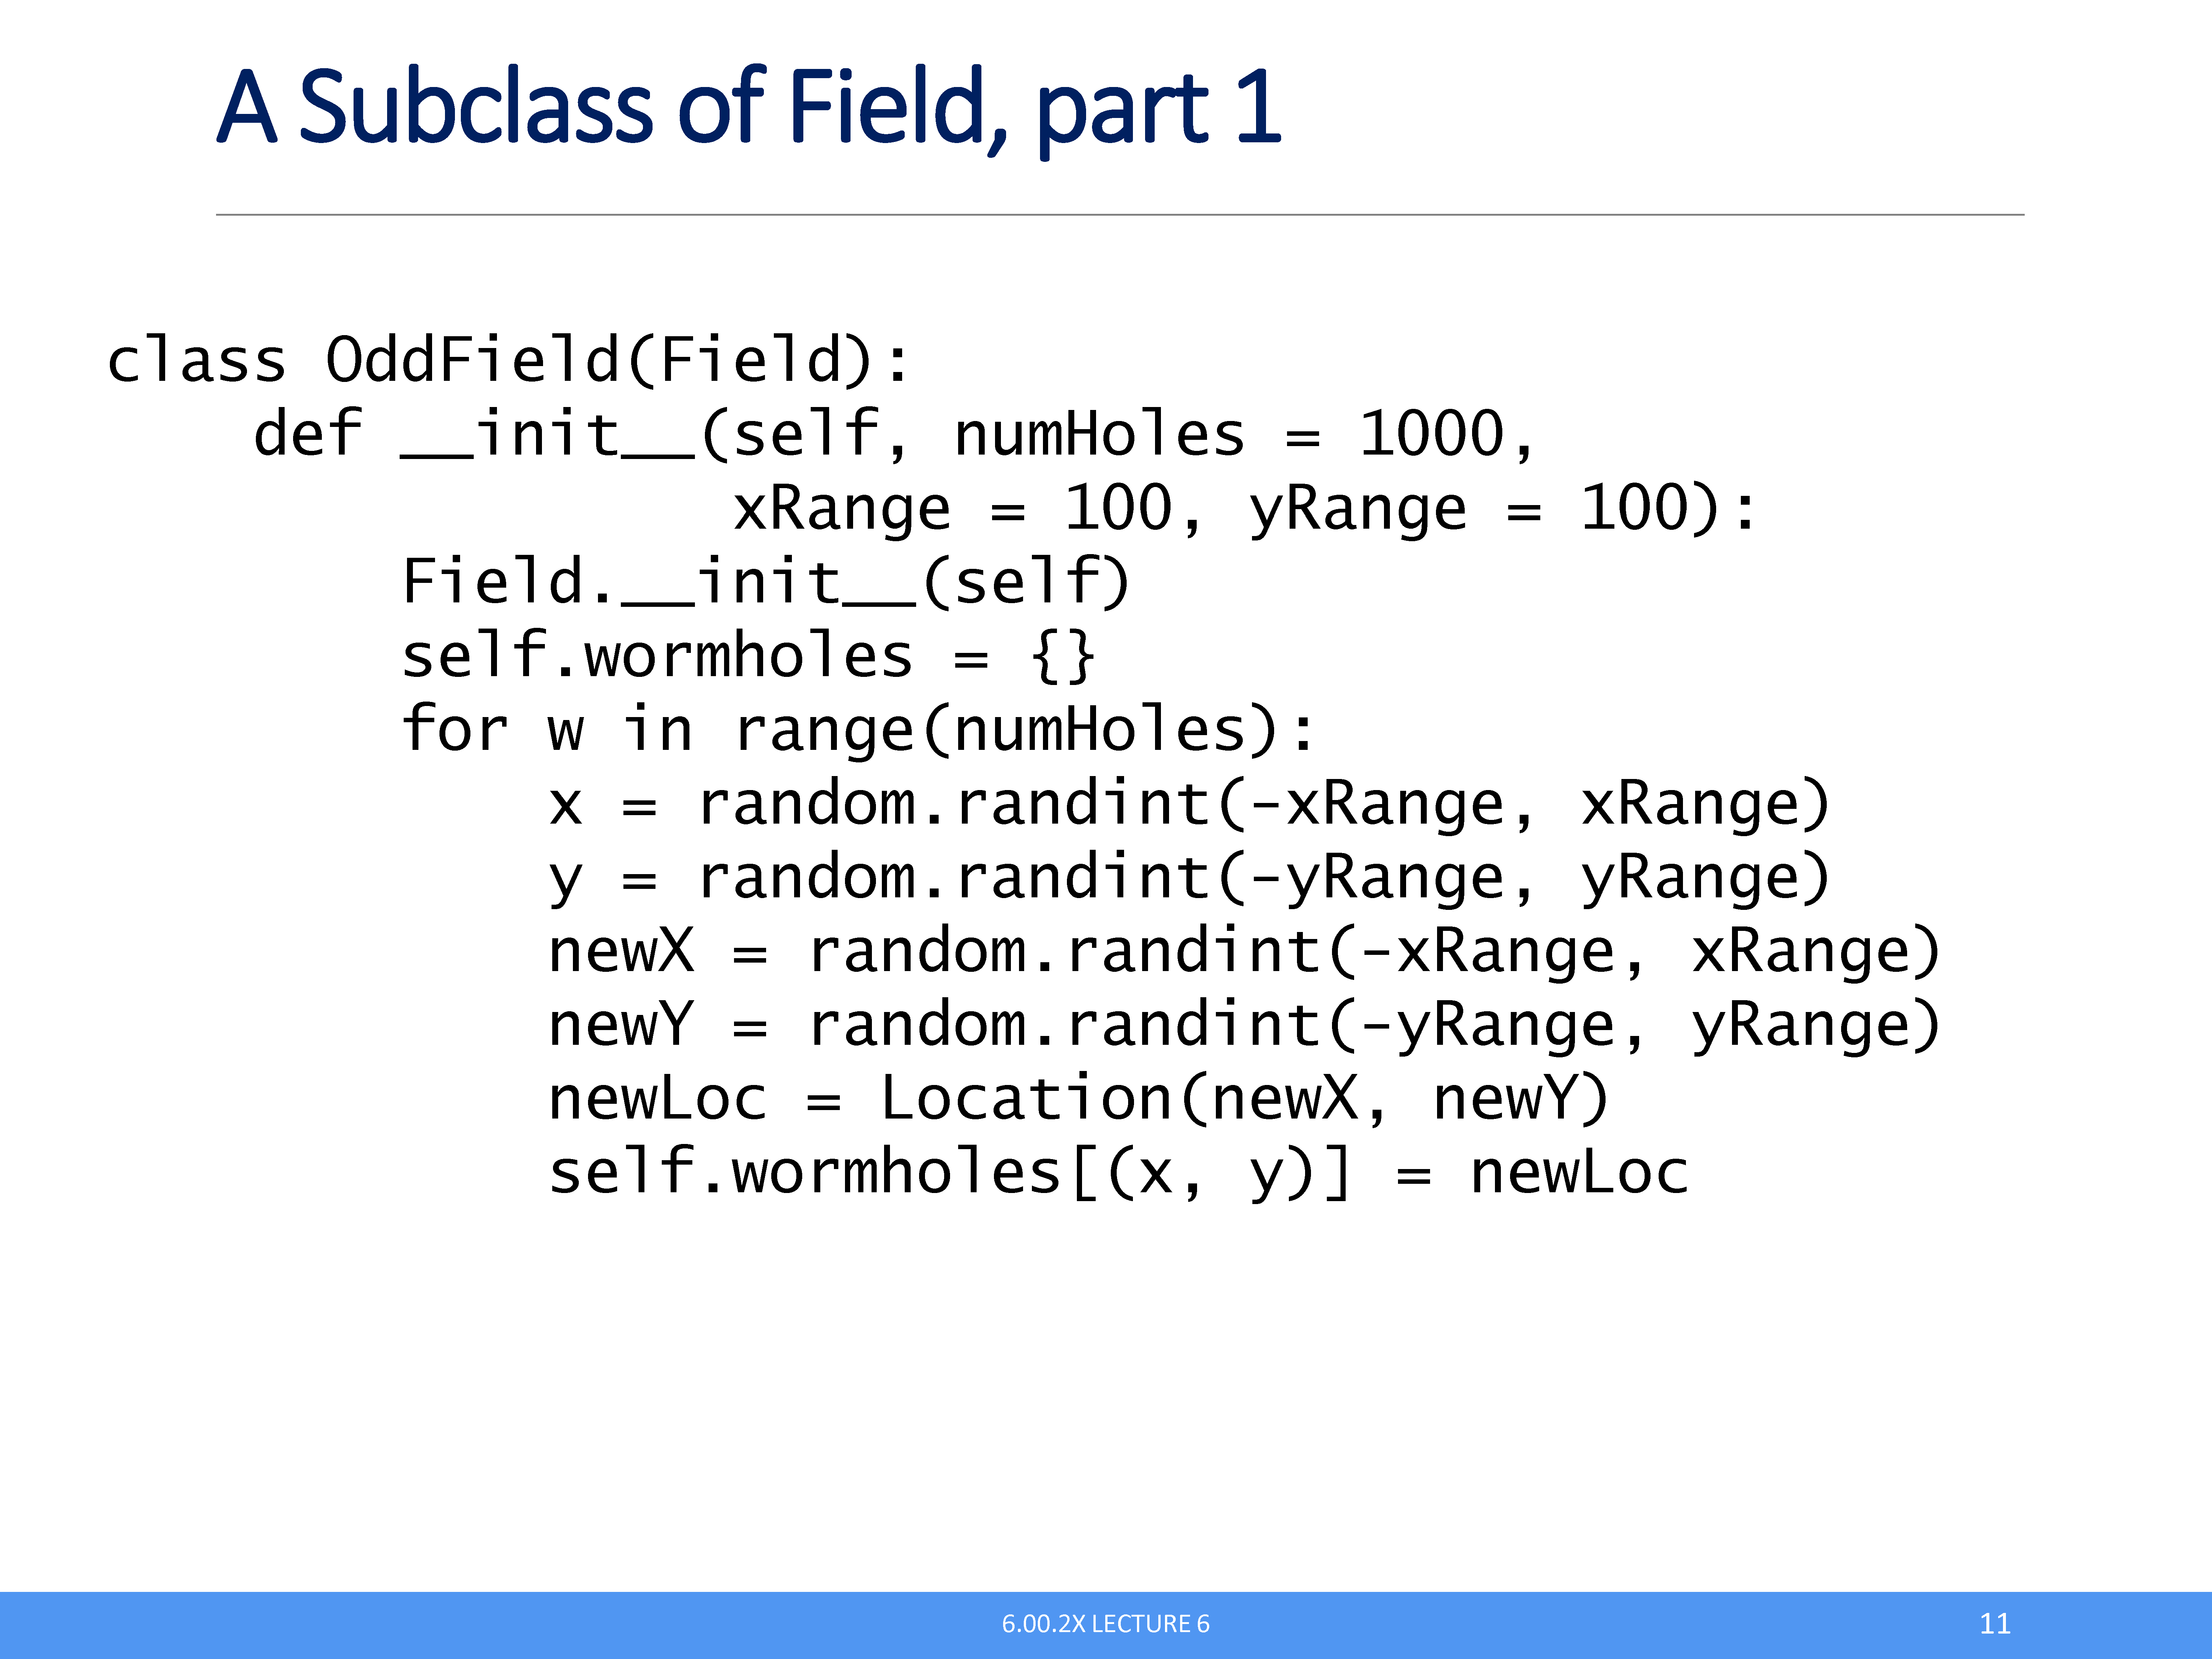 A Subclass of Field, part 1
class OddField(Field):
    def __init__(self, numHoles = 1000,
                 xRange = 100, yRange = 100):
        Field.__init__(self)
        self.wormholes = {}
        for w in range(numHoles):
            x = random.randint(-xRange, xRange)
            y = random.randint(-yRange, yRange)
            newX = random.randint(-xRange, xRange)
            newY = random.randint(-yRange, yRange)
            newLoc = Location(newX, newY)
            self.wormholes[(x, y)] = newLoc
6.00.2X LECTURE 6
11